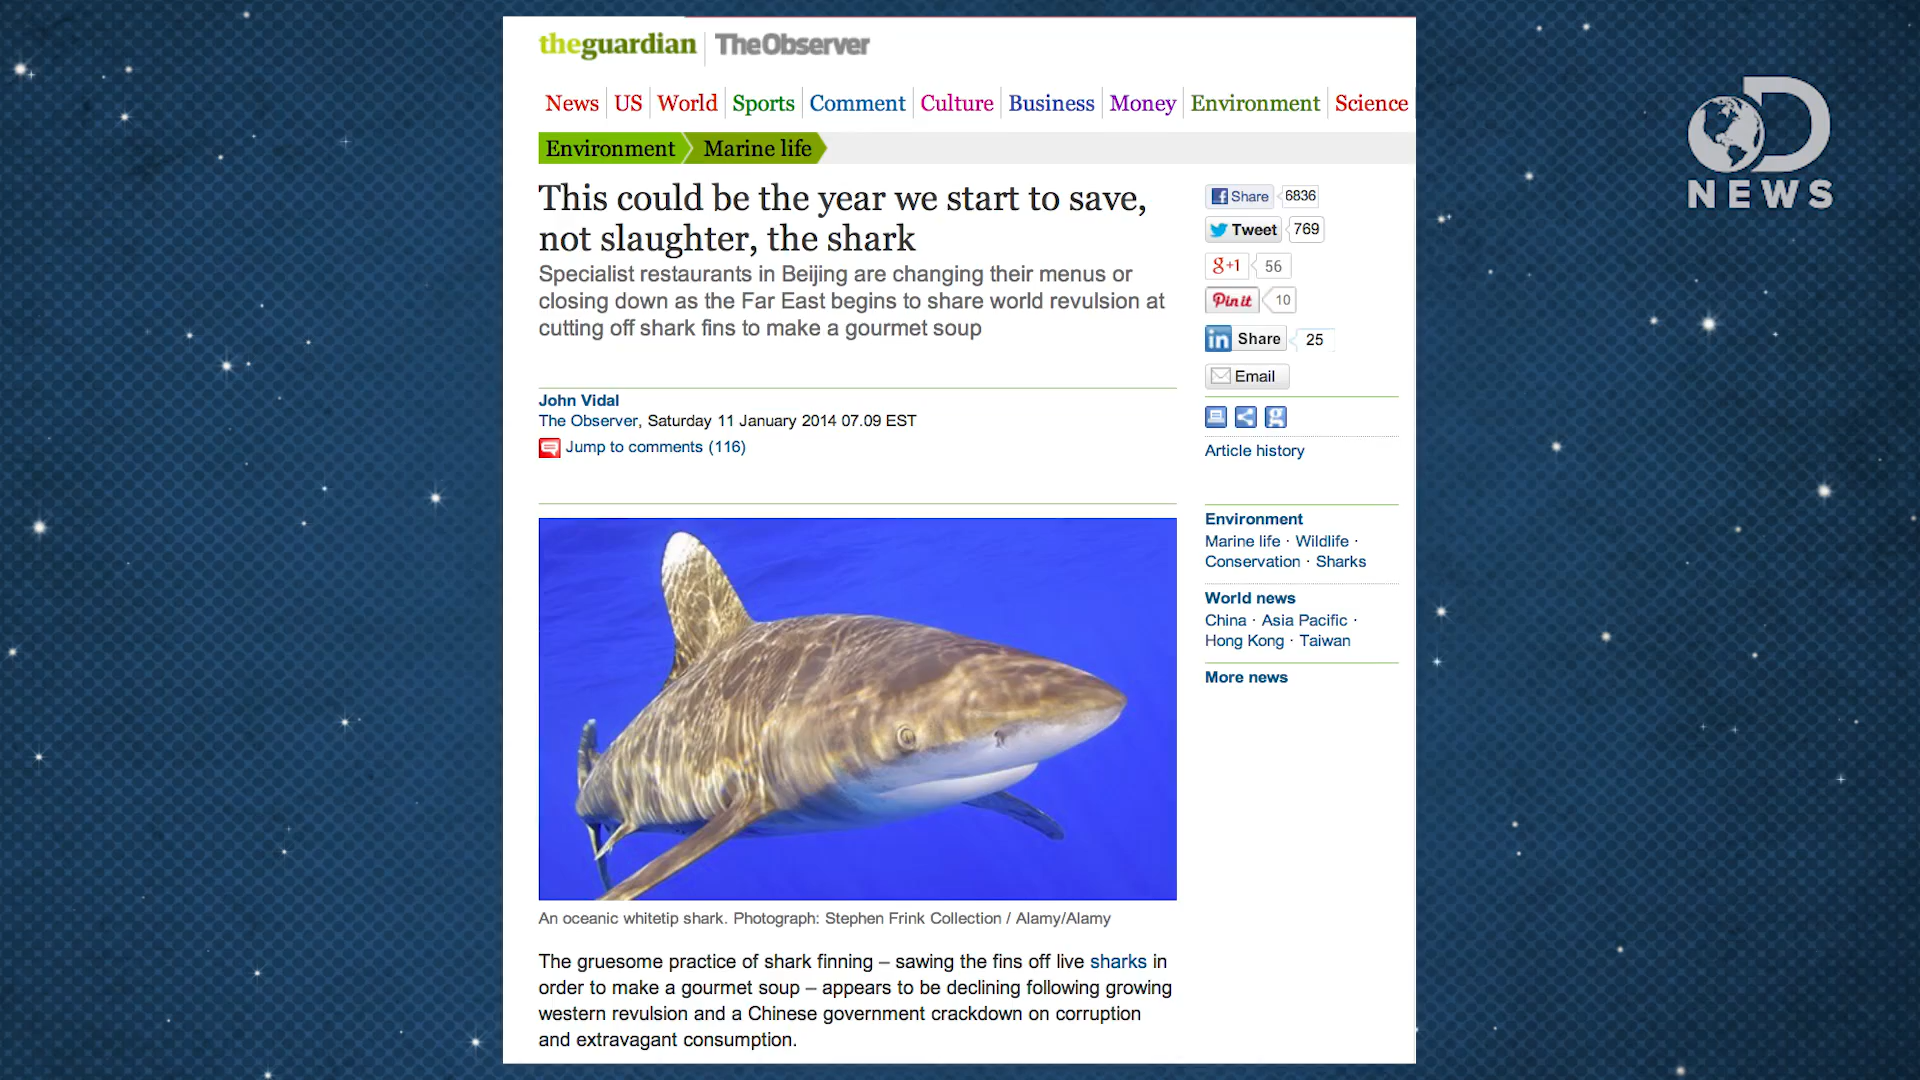 theguardian TheObserver
News US World Sports Comment Culture Business Money Environment Science
Environment Marine life
This could be the year we start to save,
not slaughter, the shark
Specialist restaurants in Beijing are changing their menus or
closing down as the Far East begins to share world revulsion at
cutting off shark fins to make a gourmet soup
John Vidal
The Observer, Saturday 11 January 2014 07.09 EST
Jump to comments (116)
An oceanic whitetip shark. Photograph: Stephen Frink Collection / Alamy/Alamy
The gruesome practice of shark finning – sawing the fins off live sharks in
order to make a gourmet soup – appears to be declining following growing
western revulsion and a Chinese government crackdown on corruption
and extravagant consumption.
f Share 6836
Tweet 769
g+1 56
Pin it 10
in Share 25
Email
g
Article history
Environment
Marine life · Wildlife ·
Conservation · Sharks
World news
China · Asia Pacific ·
Hong Kong · Taiwan
More news
D
NEWS